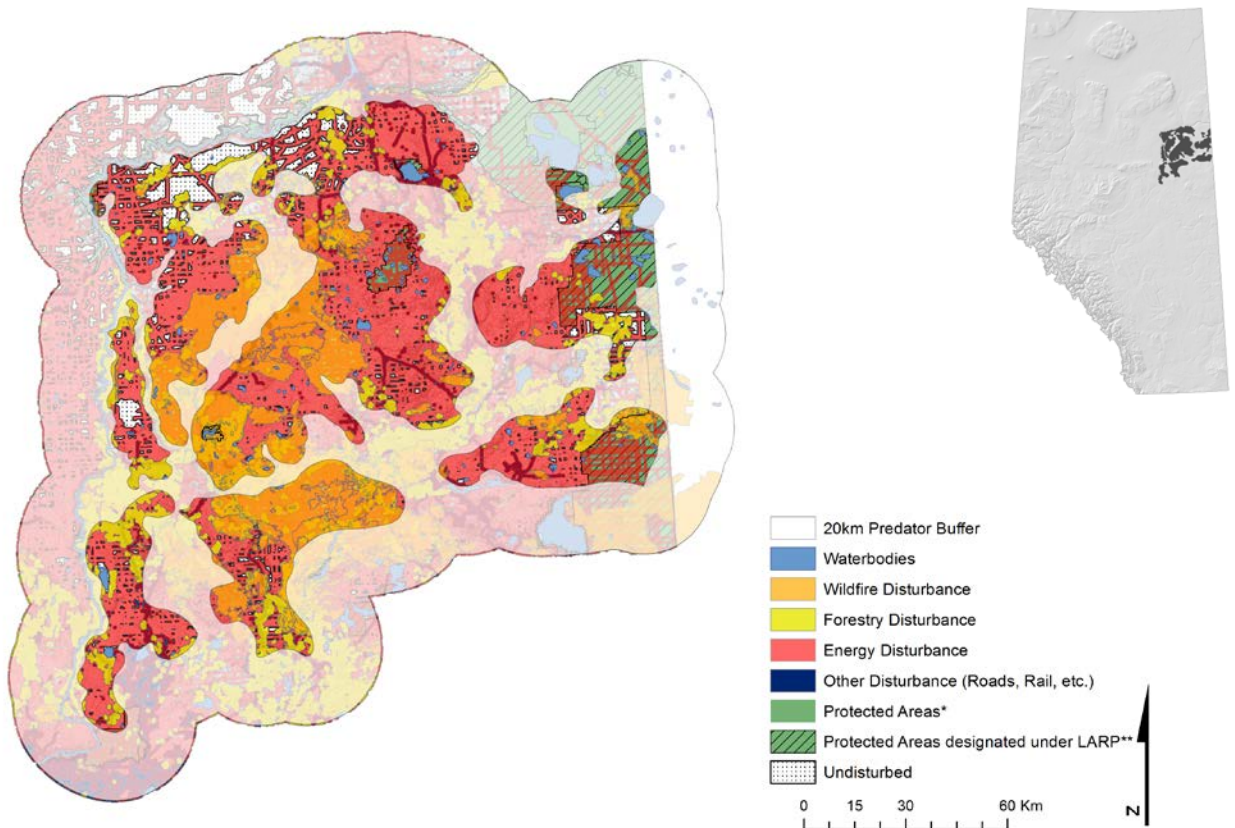 20km Predator Buffer
Waterbodies
Wildfire Disturbance
Forestry Disturbance
Energy Disturbance
Other Disturbance (Roads, Rail, etc.)
Protected Areas*
Protected Areas designated under LARP**
Undisturbed
0 15 30 60 Km
N